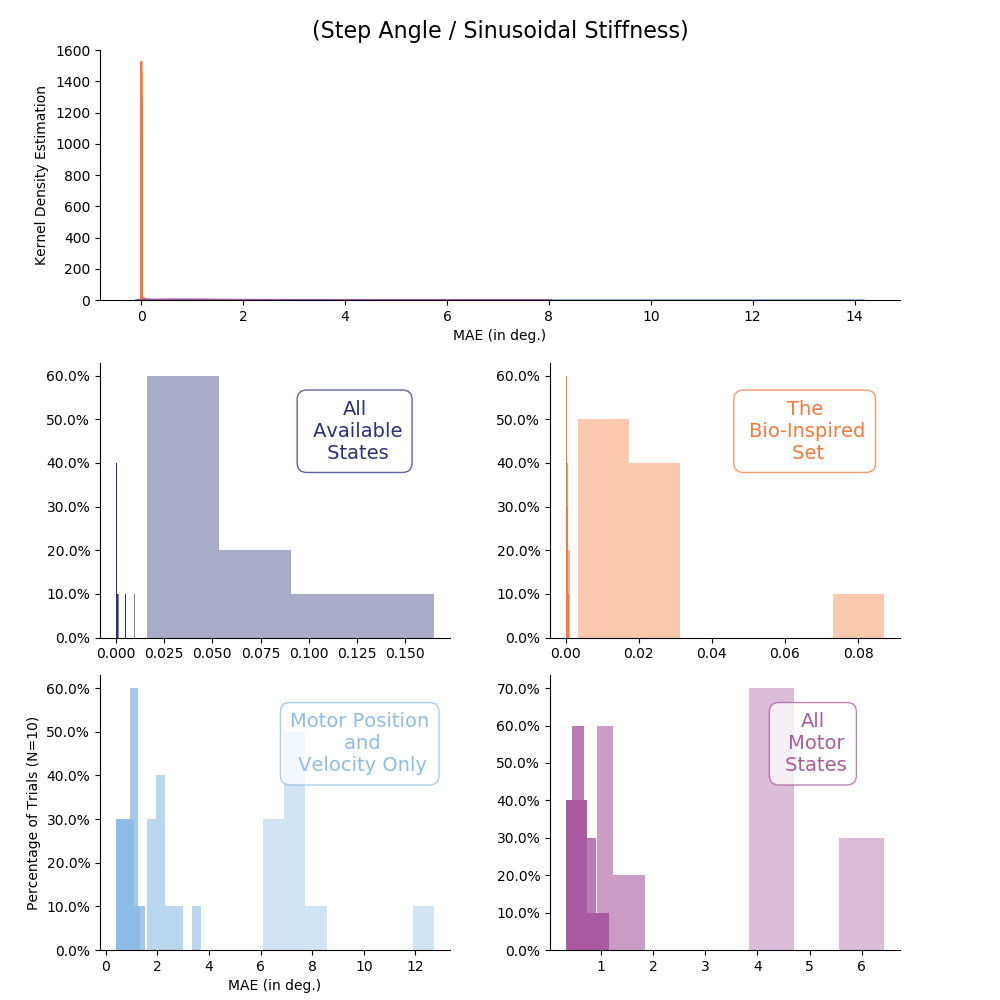 (Step Angle / Sinusoidal Stiffness)
1600
1400
1200
1000
800
600
400
200
0
Kernel Density Estimation
0 2 4 6 8 10 12 14
MAE (in deg.)
60.0%
50.0%
40.0%
30.0%
20.0%
10.0%
0.0%
All
Available
States
0.000 0.025 0.050 0.075 0.100 0.125 0.150
60.0%
50.0%
40.0%
30.0%
20.0%
10.0%
0.0%
The
Bio-Inspired
Set
0.00 0.02 0.04 0.06 0.08
60.0%
50.0%
40.0%
30.0%
20.0%
10.0%
0.0%
Percentage of Trials (N=10)
Motor Position
and
Velocity Only
0 2 4 6 8 10 12
MAE (in deg.)
70.0%
60.0%
50.0%
40.0%
30.0%
20.0%
10.0%
0.0%
All
Motor
States
1 2 3 4 5 6